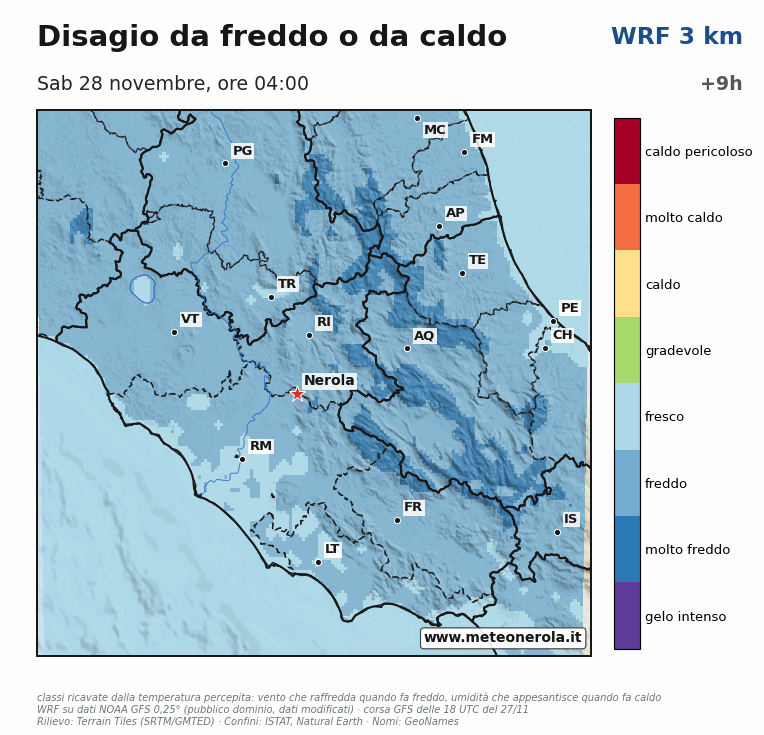 Disagio da freddo o da caldo
WRF 3 km
Sab 28 novembre, ore 04:00
+9h
MC
FM
PG
AP
TE
TR
PE
VT
RI
AQ
CH
Nerola
RM
FR
IS
LT
www.meteonerola.it
caldo pericoloso
molto caldo
caldo
gradevole
fresco
freddo
molto freddo
gelo intenso
classi ricavate dalla temperatura percepita: vento che raffredda quando fa freddo, umidità che appesantisce quando fa caldo
WRF su dati NOAA GFS 0,25° (pubblico dominio, dati modificati) · corsa GFS delle 18 UTC del 27/11
Rilievo: Terrain Tiles (SRTM/GMTED) · Confini: ISTAT, Natural Earth · Nomi: GeoNames